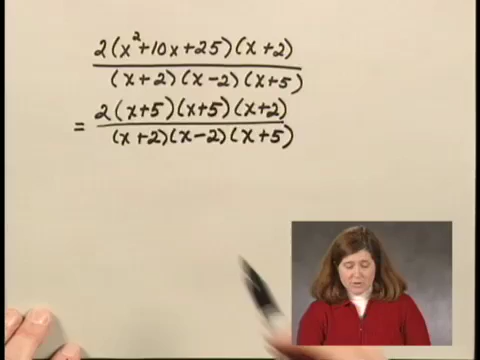 2(x²+10x+25)(x+2)
(x+2)(x-2)(x+5)
= 2(x+5)(x+5)(x+2)
(x+2)(x-2)(x+5)